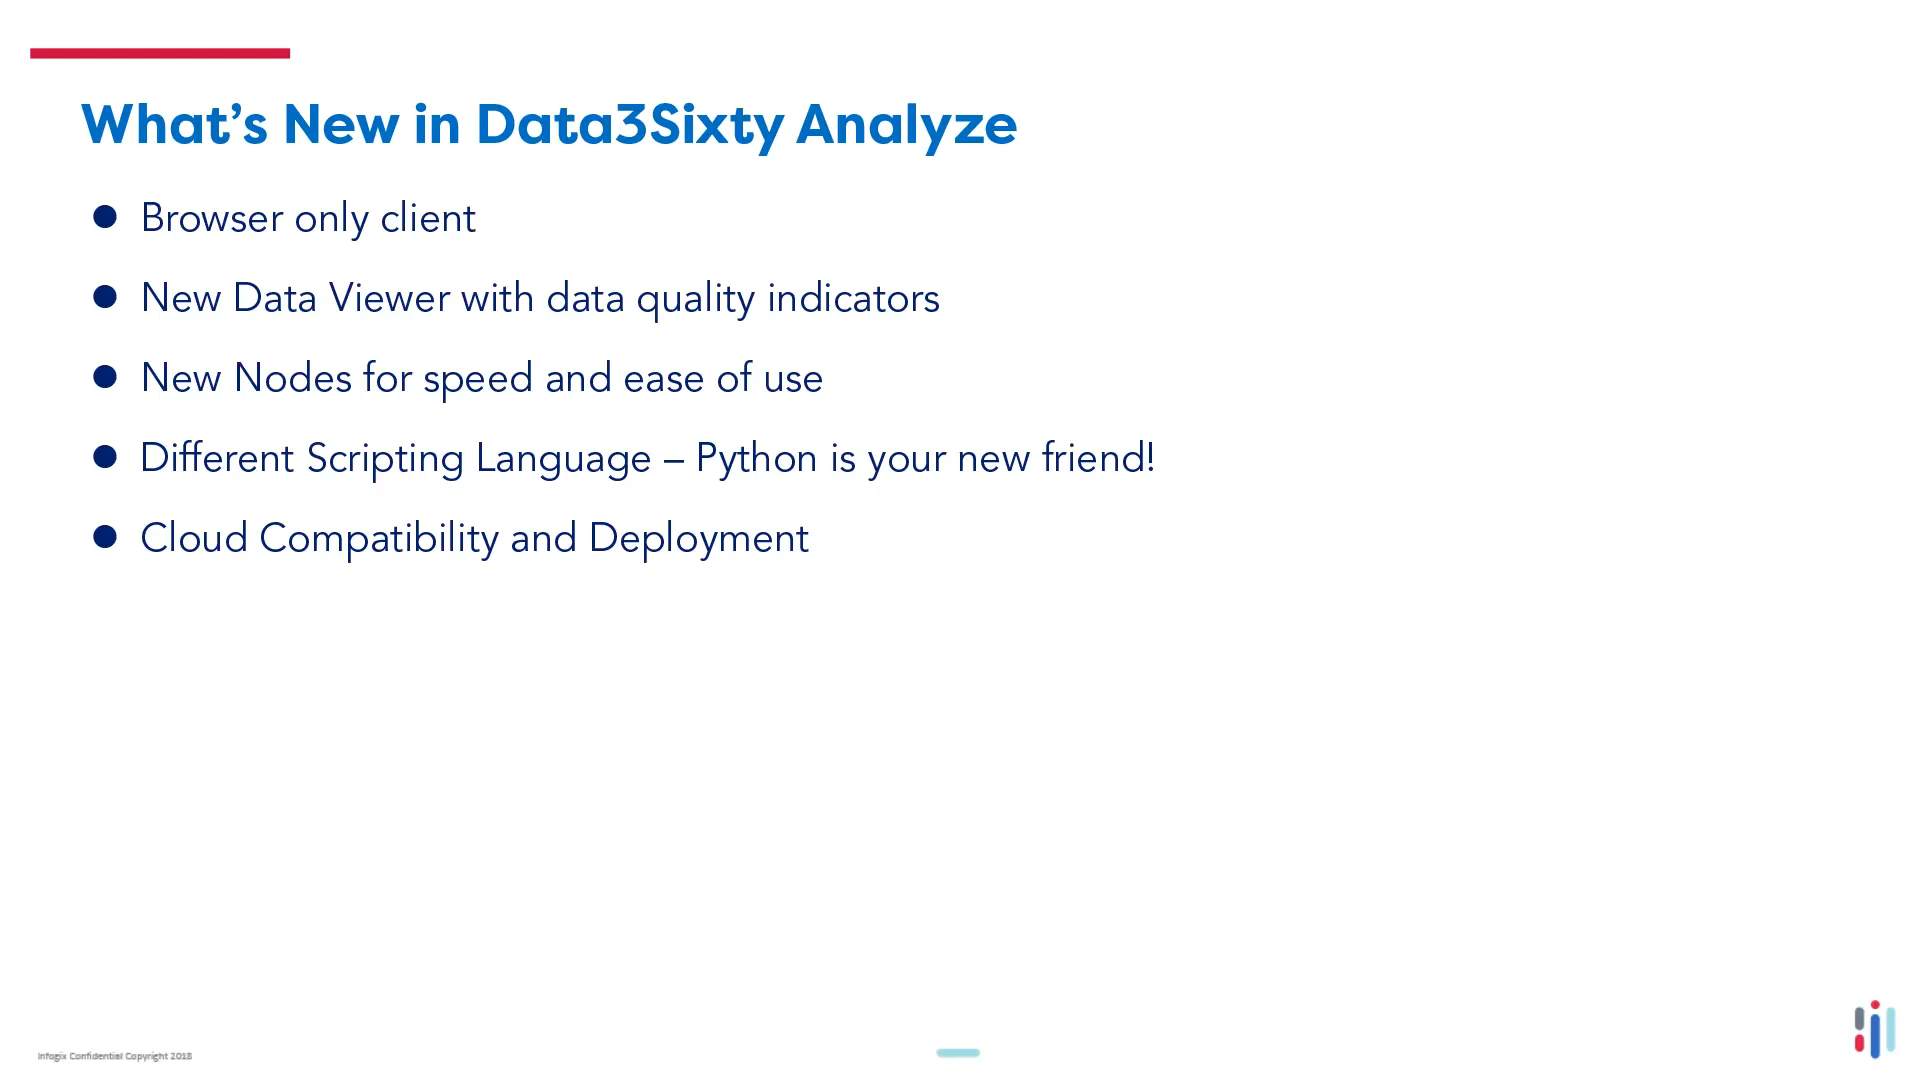 What’s New in Data3Sixty Analyze
● Browser only client
● New Data Viewer with data quality indicators
● New Nodes for speed and ease of use
● Different Scripting Language – Python is your new friend!
● Cloud Compatibility and Deployment
Infogix Confidential Copyright 2018